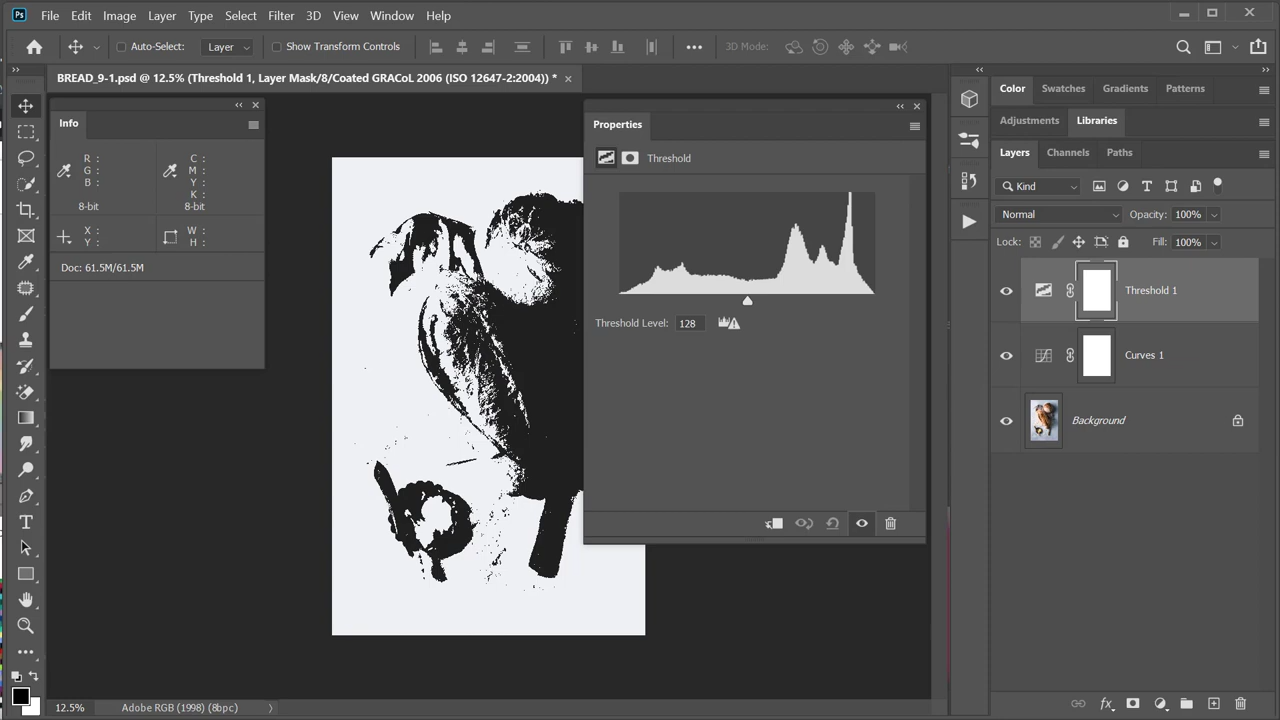 Ps File Edit Image Layer Type Select Filter 3D View Window Help
Auto-Select: Layer Show Transform Controls 3D Mode:
BREAD_9-1.psd @ 12.5% (Threshold 1, Layer Mask/8/Coated GRACoL 2006 (ISO 12647-2:2004)) *
Info
R :
G :
B :
8-bit
C :
M :
Y :
K :
8-bit
X :
Y :
W :
H :
Doc: 61.5M/61.5M
Properties
Threshold
Threshold Level: 128
Color Swatches Gradients Patterns
Adjustments Libraries
Layers Channels Paths
Kind
Normal Opacity: 100%
Lock: Fill: 100%
Threshold 1
Curves 1
Background
12.5% Adobe RGB (1998) (8bpc)